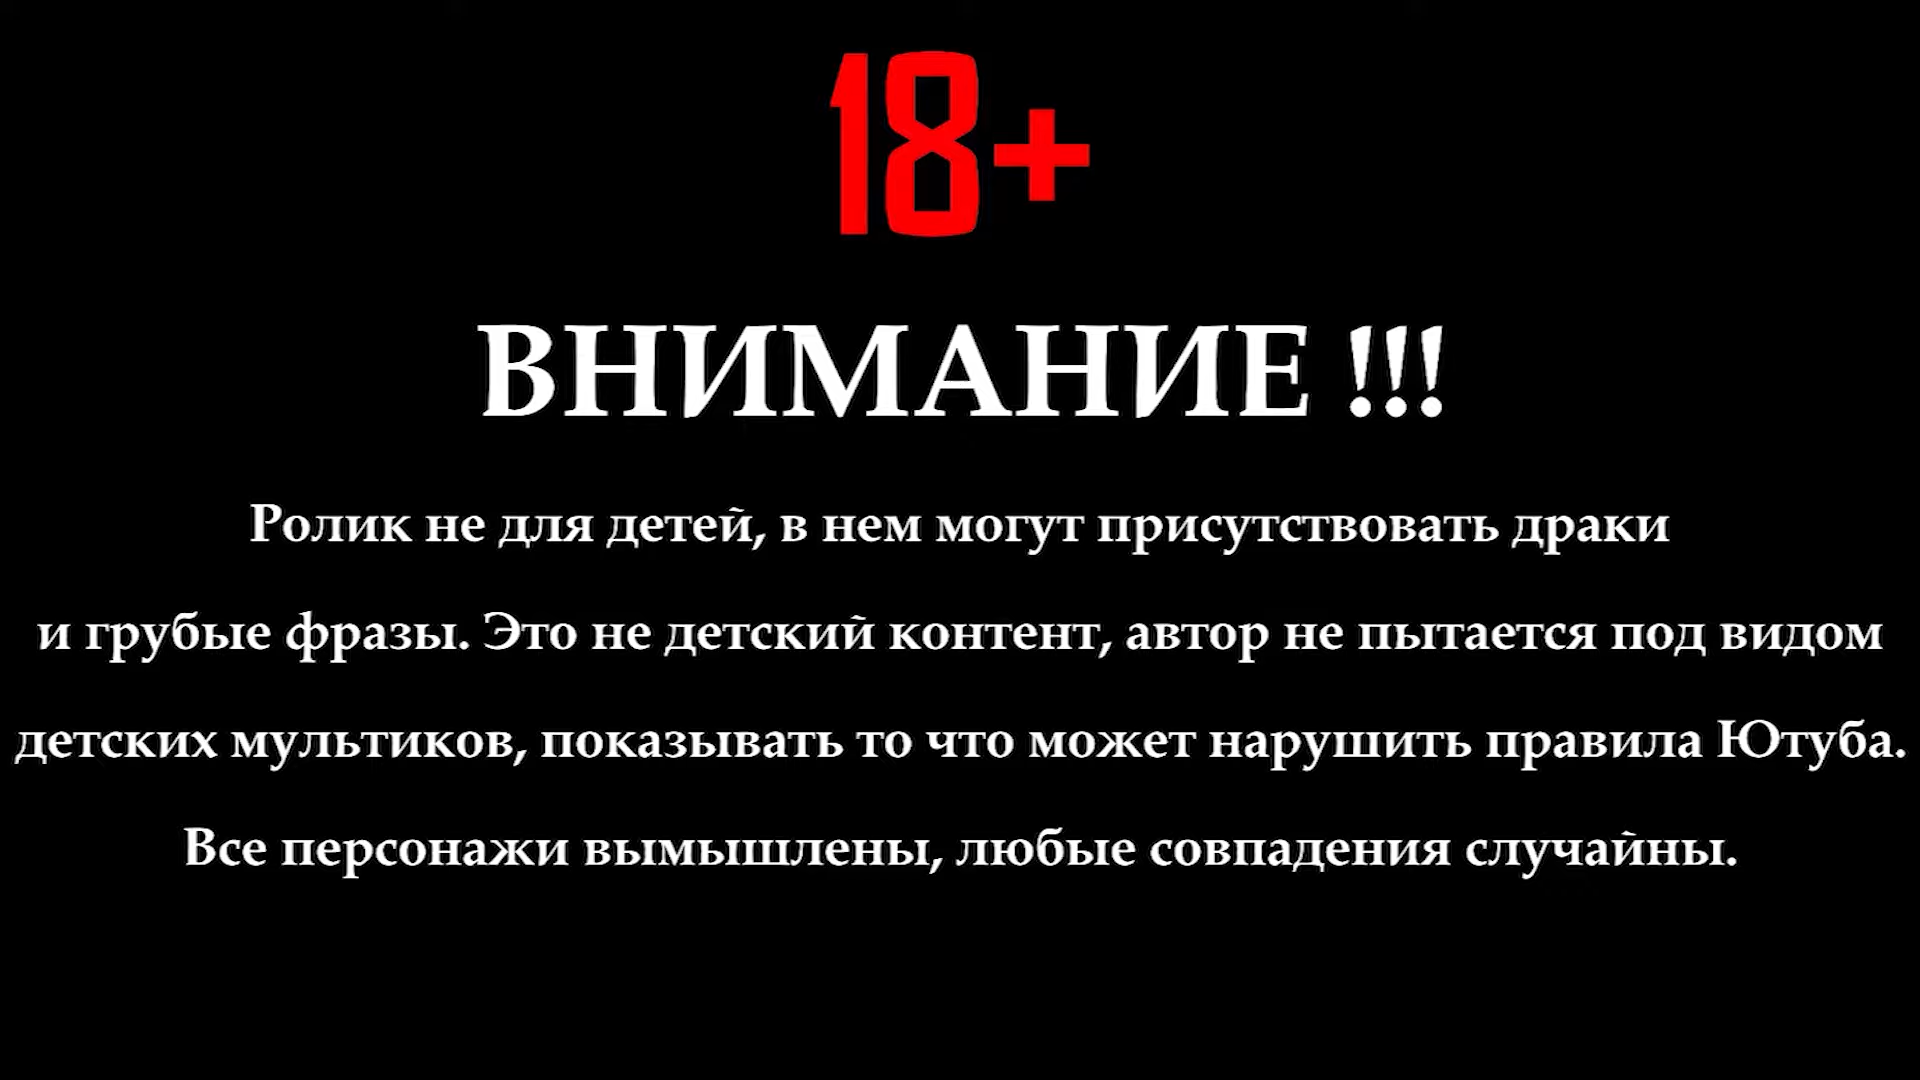 18+
ВНИМАНИЕ !!!
Ролик не для детей, в нем могут присутствовать драки
и грубые фразы. Это не детский контент, автор не пытается под видом
детских мультиков, показывать то что может нарушить правила Ютуба.
Все персонажи вымышлены, любые совпадения случайны.